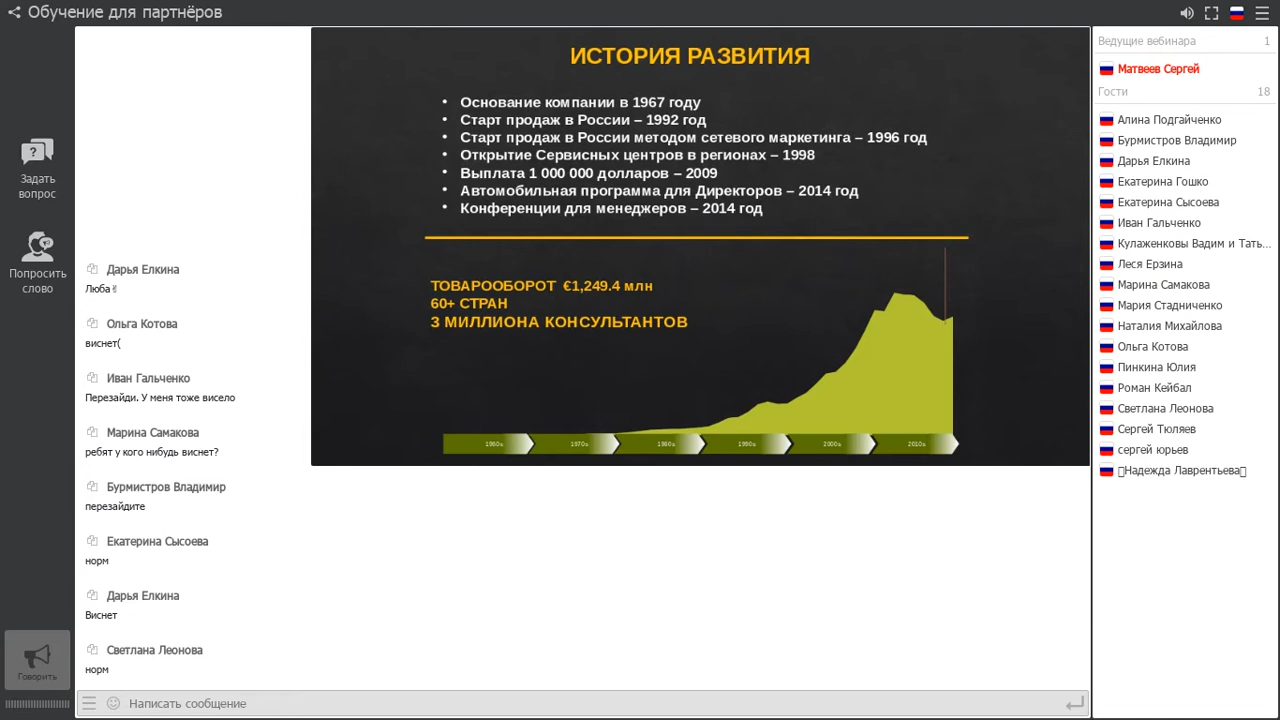 Обучение для партнёров
Задать
вопрос
Попросить
слово
Говорить
Дарья Елкина
Люба✌
Ольга Котова
виснет(
Иван Гальченко
Перезайди. У меня тоже висело
Марина Самакова
ребят у кого нибудь виснет?
Бурмистров Владимир
перезайдите
Екатерина Сысоева
норм
Дарья Елкина
Виснет
Светлана Леонова
норм
Написать сообщение
ИСТОРИЯ РАЗВИТИЯ
• Основание компании в 1967 году
• Старт продаж в России – 1992 год
• Старт продаж в России методом сетевого маркетинга – 1996 год
• Открытие Сервисных центров в регионах – 1998
• Выплата 1 000 000 долларов – 2009
• Автомобильная программа для Директоров – 2014 год
• Конференции для менеджеров – 2014 год
ТОВАРООБОРОТ €1,249.4 млн
60+ СТРАН
3 МИЛЛИОНА КОНСУЛЬТАНТОВ
1960s 1970s 1980s 1990s 2000s 2010s
Ведущие вебинара 1
Матвеев Сергей
Гости 18
Алина Подгайченко
Бурмистров Владимир
Дарья Елкина
Екатерина Гошко
Екатерина Сысоева
Иван Гальченко
Кулаженковы Вадим и Тать...
Леся Ерзина
Марина Самакова
Мария Стадниченко
Наталия Михайлова
Ольга Котова
Пинкина Юлия
Роман Кейбал
Светлана Леонова
Сергей Тюляев
сергей юрьев
Надежда Лаврентьева